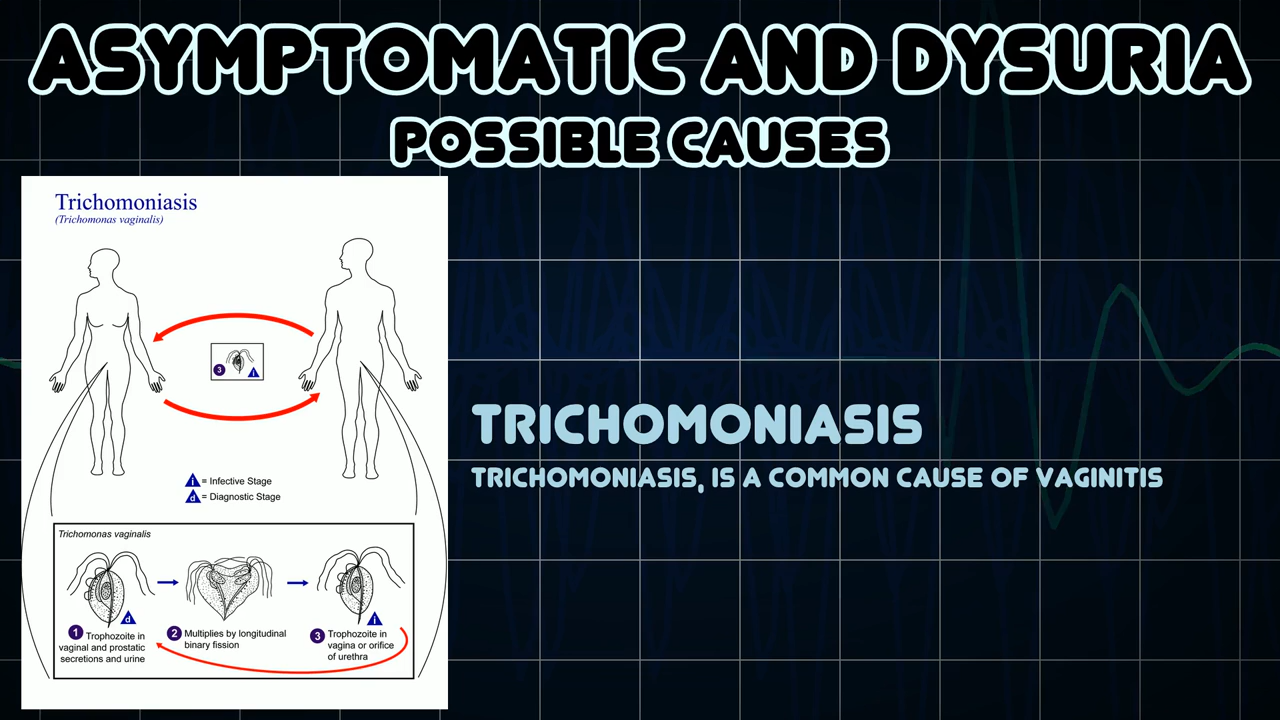 ASYMPTOMATIC AND DYSURIA
POSSIBLE CAUSES
Trichomoniasis
(Trichomonas vaginalis)
3 i
i = Infective Stage
d = Diagnostic Stage
Trichomonas vaginalis
d
i
1 Trophozoite in
vaginal and prostatic
secretions and urine
2 Multiplies by longitudinal
binary fission
3 Trophozoite in
vagina or orifice
of urethra
TRICHOMONIASIS
TRICHOMONIASIS, IS A COMMON CAUSE OF VAGINITIS